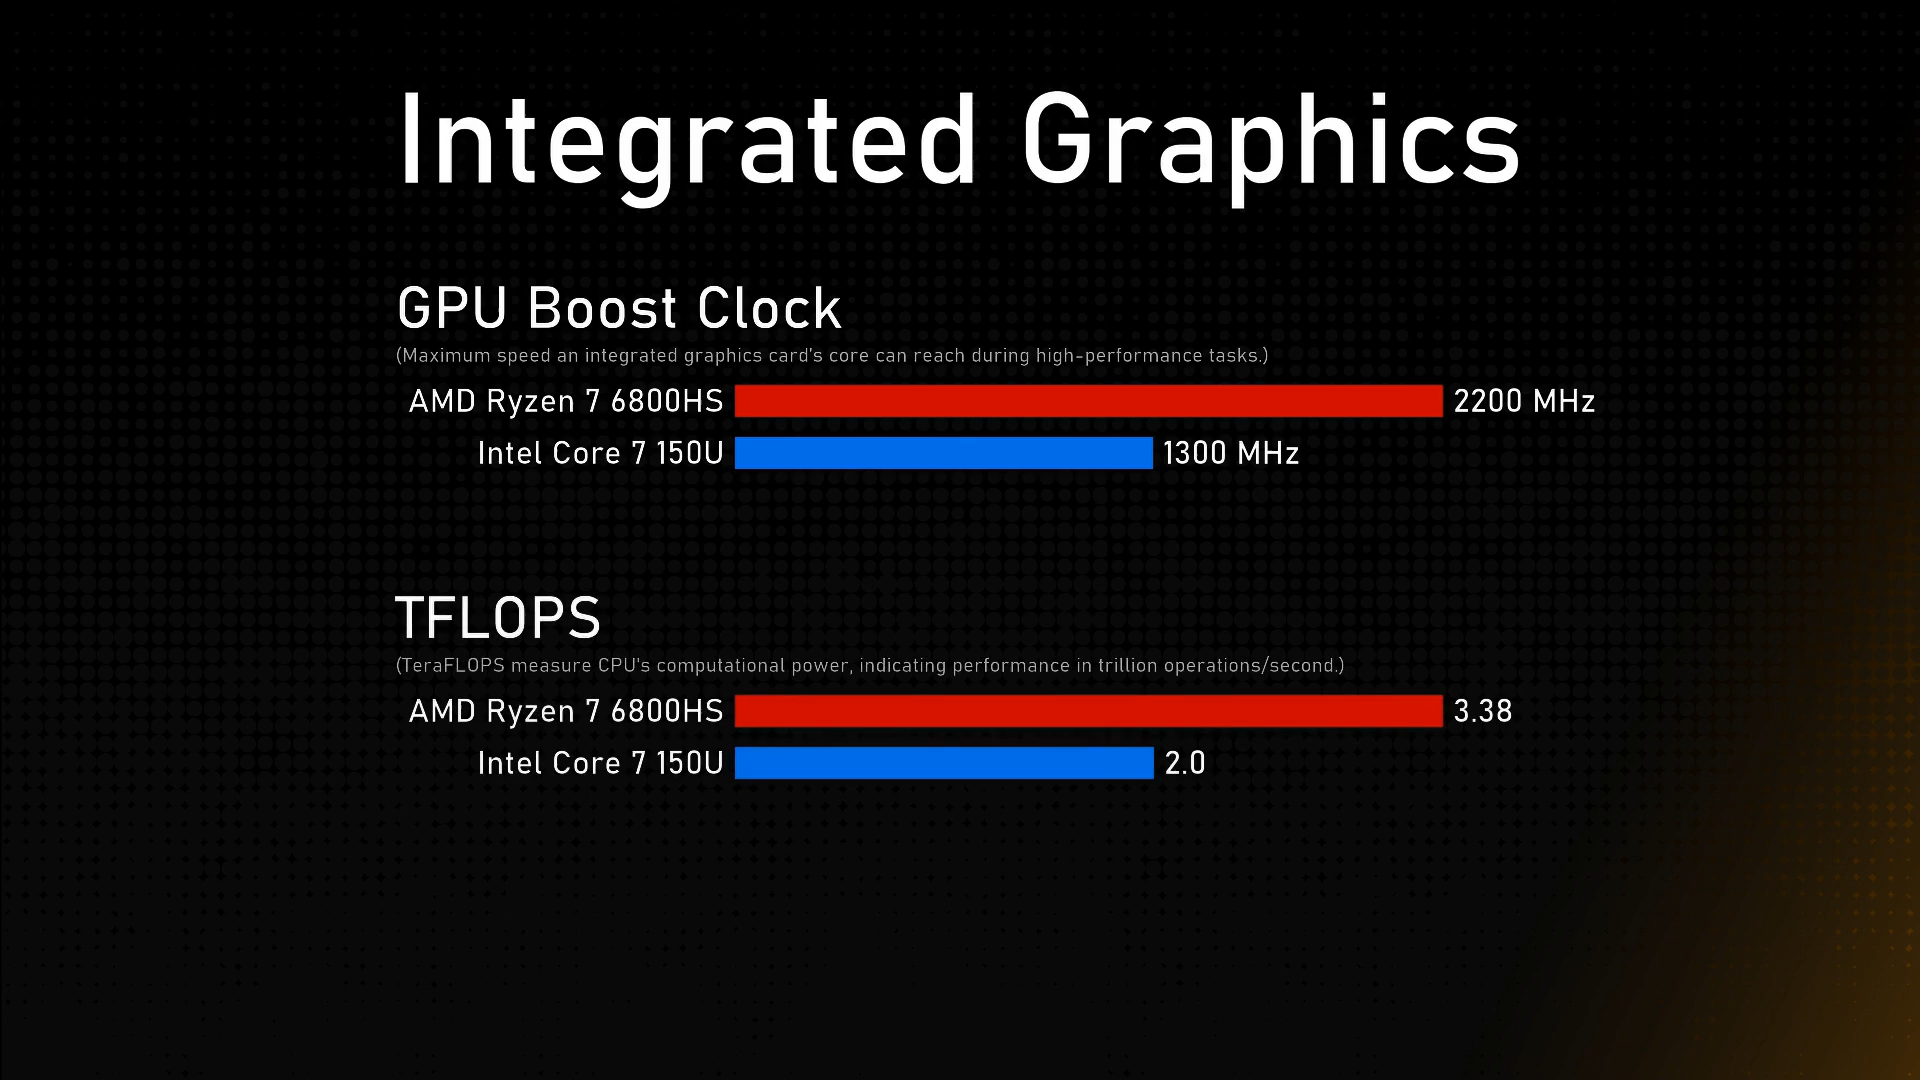 Integrated Graphics
GPU Boost Clock
(Maximum speed an integrated graphics card's core can reach during high-performance tasks.)
AMD Ryzen 7 6800HS 2200 MHz
Intel Core 7 150U 1300 MHz
TFLOPS
(TeraFLOPS measure CPU's computational power, indicating performance in trillion operations/second.)
AMD Ryzen 7 6800HS 3.38
Intel Core 7 150U 2.0